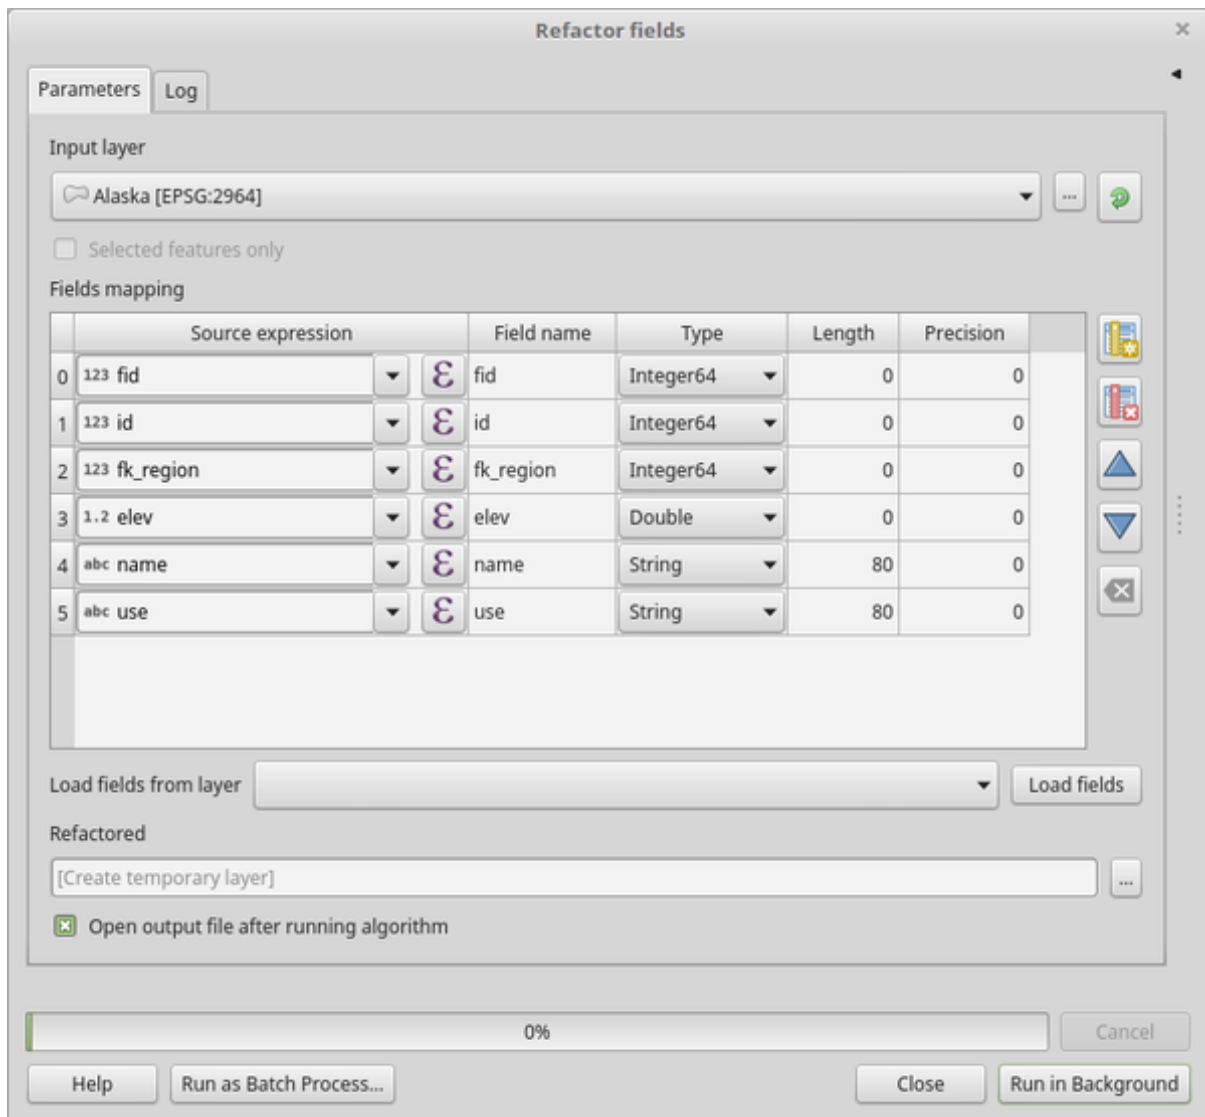 Refactor fields
Parameters Log
Input layer
Alaska [EPSG:2964] ...
Selected features only
Fields mapping
Source expression Field name Type Length Precision
0 123 fid ε fid Integer64 0 0
1 123 id ε id Integer64 0 0
2 123 fk_region ε fk_region Integer64 0 0
3 1.2 elev ε elev Double 0 0
4 abc name ε name String 80 0
5 abc use ε use String 80 0
Load fields from layer Load fields
Refactored
[Create temporary layer] ...
Open output file after running algorithm
0% Cancel
Help Run as Batch Process... Close Run in Background